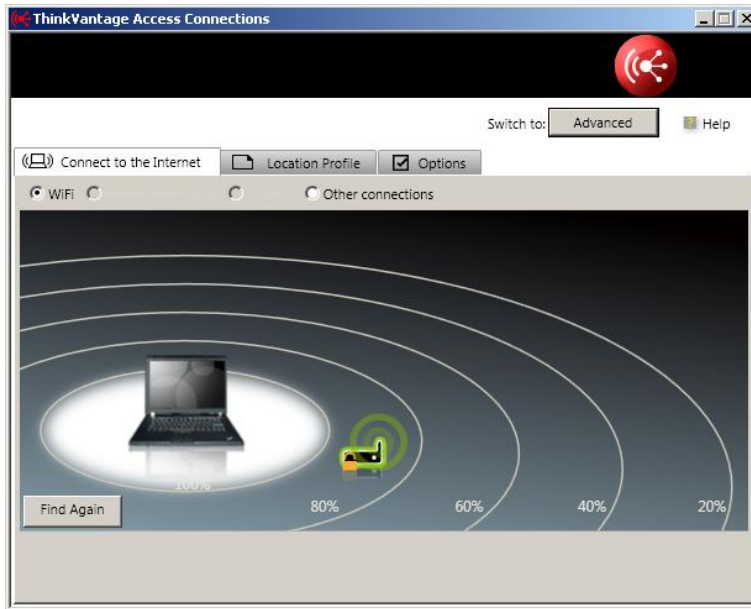 ThinkVantage Access Connections
Switch to: Advanced Help
Connect to the Internet Location Profile Options
WiFi Other connections
100%
80% 60% 40% 20%
Find Again